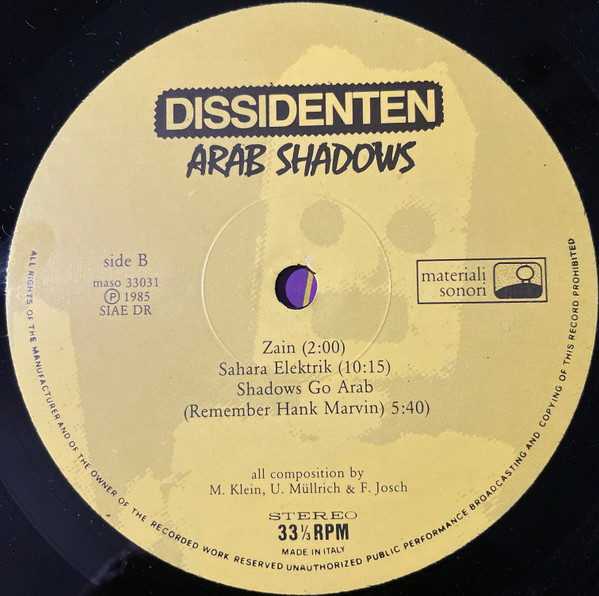 DISSIDENTEN
ARAB SHADOWS
side B
maso 33031
Ⓟ 1985
SIAE DR
materiali
sonori
Zain (2:00)
Sahara Elektrik (10:15)
Shadows Go Arab
(Remember Hank Marvin) 5:40)
all composition by
M. Klein, U. Müllrich & F. Josch
STEREO
33⅓ RPM
MADE IN ITALY
ALL RIGHTS OF THE MANUFACTURER AND OF THE OWNER OF THE RECORDED WORK RESERVED UNAUTHORIZED PUBLIC PERFORMANCE BROADCASTING AND COPYING OF THIS RECORD PROHIBITED